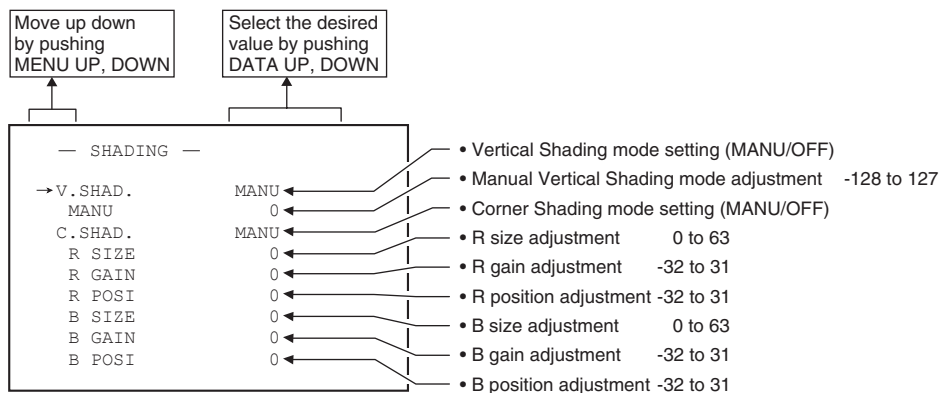 Move up down
by pushing
MENU UP, DOWN
Select the desired
value by pushing
DATA UP, DOWN
— SHADING —
→V.SHAD. MANU
MANU 0
C.SHAD. MANU
R SIZE 0
R GAIN 0
R POSI 0
B SIZE 0
B GAIN 0
B POSI 0
• Vertical Shading mode setting (MANU/OFF)
• Manual Vertical Shading mode adjustment -128 to 127
• Corner Shading mode setting (MANU/OFF)
• R size adjustment 0 to 63
• R gain adjustment -32 to 31
• R position adjustment -32 to 31
• B size adjustment 0 to 63
• B gain adjustment -32 to 31
• B position adjustment -32 to 31